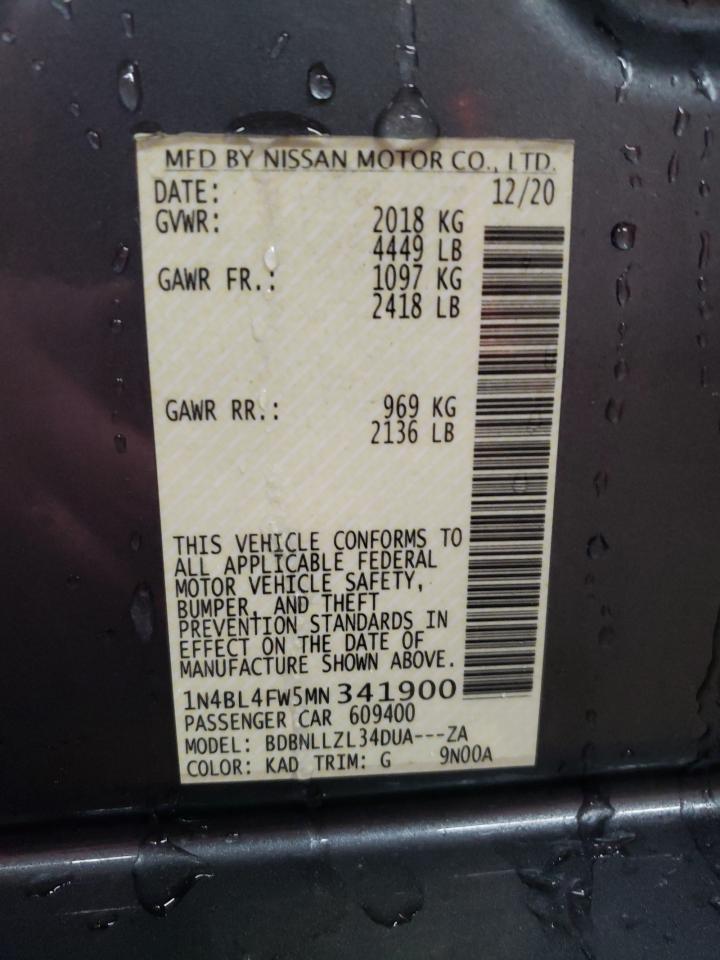 MFD BY NISSAN MOTOR CO., LTD.
DATE: 12/20
GVWR: 2018 KG
4449 LB
GAWR FR.: 1097 KG
2418 LB
GAWR RR.: 969 KG
2136 LB
THIS VEHICLE CONFORMS TO
ALL APPLICABLE FEDERAL
MOTOR VEHICLE SAFETY,
BUMPER, AND THEFT
PREVENTION STANDARDS IN
EFFECT ON THE DATE OF
MANUFACTURE SHOWN ABOVE.
1N4BL4FW5MN 341900
PASSENGER CAR 609400
MODEL: BDBNLLZL34DUA---ZA
COLOR: KAD TRIM: G 9N00A